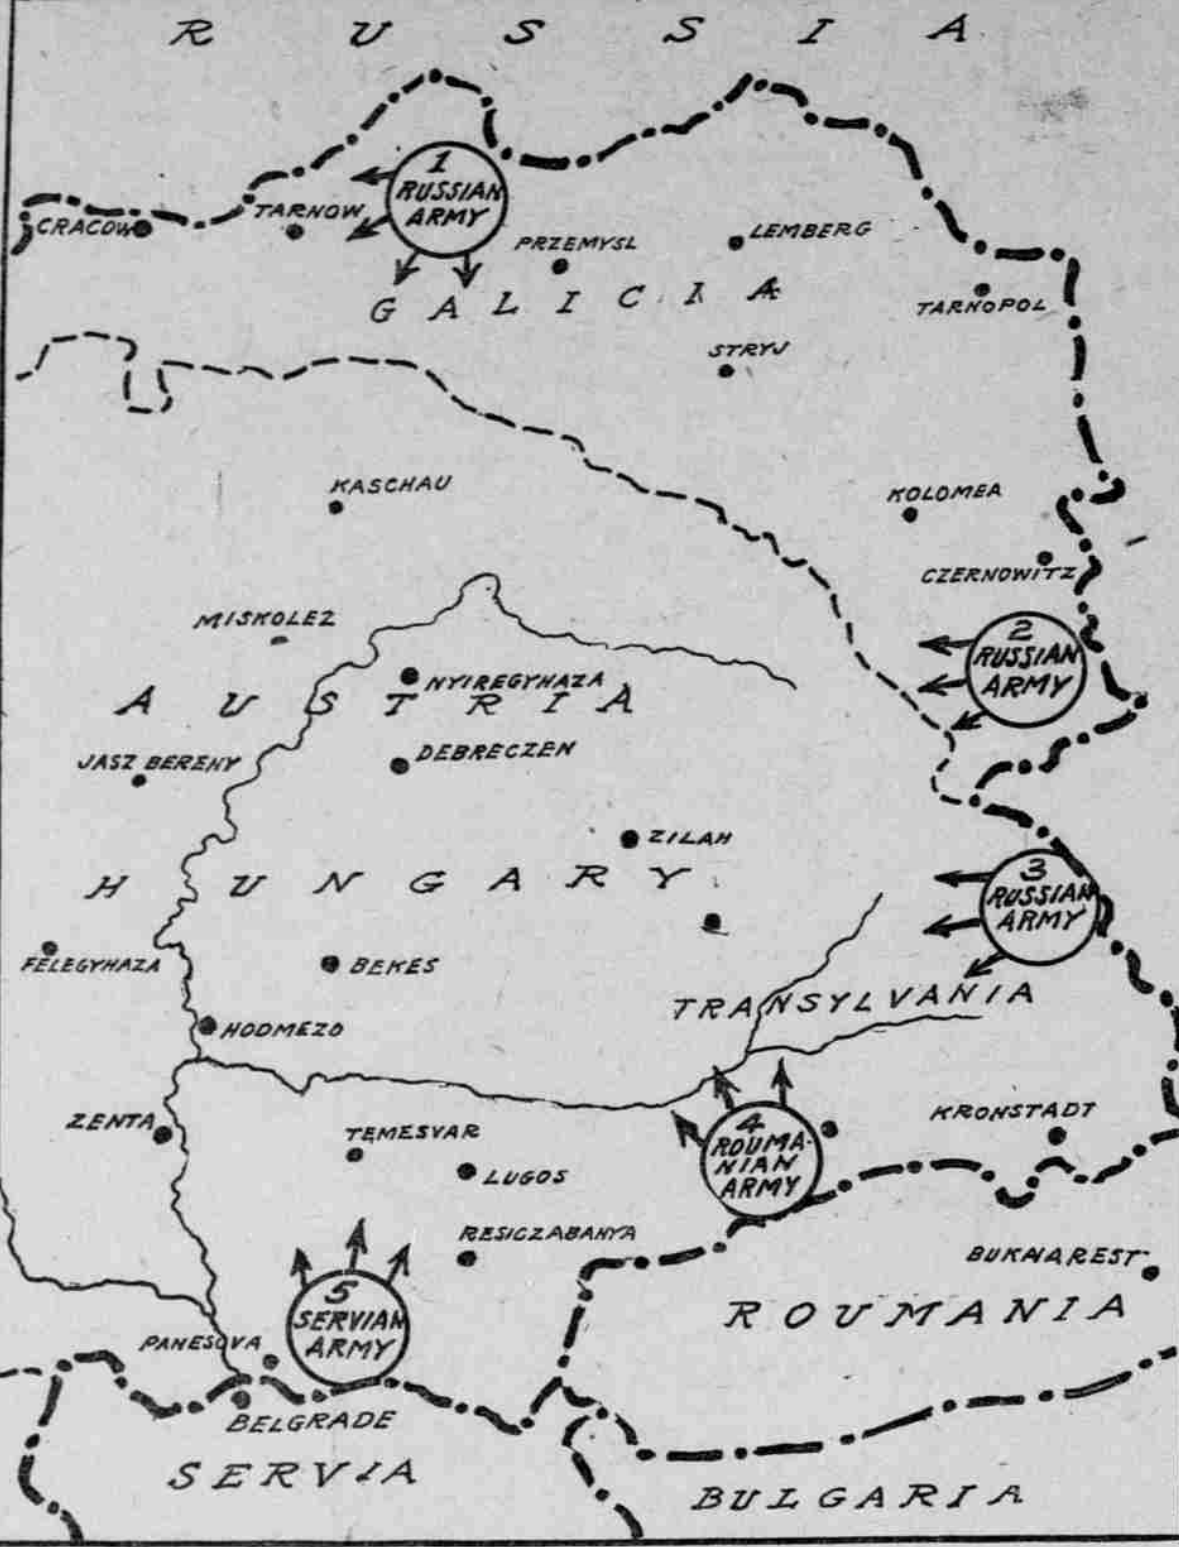 RUSSIA
1
RUSSIAN
ARMY
CRACOW
TARNOW
PRZEMYSL
LEMBERG
GALICIA
TARNOPOL
STRYJ
KASCHAU
KOLOMEA
CZERNOWITZ
MISKOLEZ
2
RUSSIAN
ARMY
NYIREGYHAZA
AUSTRIA
JASZ BERENY
DEBRECZEN
ZILAH
HUNGARY
3
RUSSIAN
ARMY
FELEGYHAZA
BEKES
TRANSYLVANIA
HODMEZO
ZENTA
TEMESVAR
LUGOS
4
ROUMA-
NIAN
ARMY
KRONSTADT
RESICZABANYA
BUKHAREST
ROUMANIA
5
SERVIAN
ARMY
PANESOVA
BELGRADE
SERVIA
BULGARIA